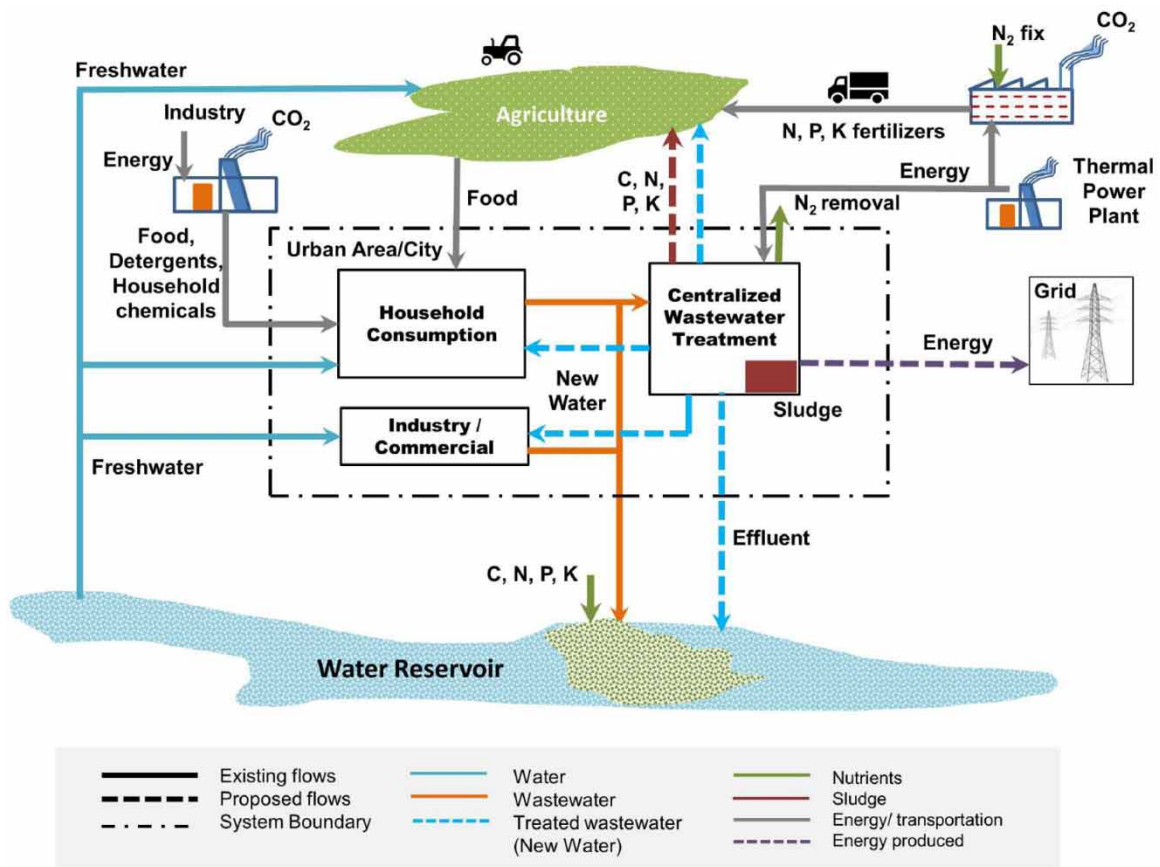 N₂ fix
CO₂
Freshwater
Agriculture
N, P, K fertilizers
Industry
CO₂
Energy
Energy
Thermal
Power
Plant
C, N,
P, K
N₂ removal
Food
Food,
Detergents,
Household
chemicals
Urban Area/City
Household
Consumption
Centralized
Wastewater
Treatment
Grid
Energy
New
Water
Sludge
Industry /
Commercial
Freshwater
Effluent
C, N, P, K
Water Reservoir
Existing flows
Proposed flows
System Boundary
Water
Wastewater
Treated wastewater
(New Water)
Nutrients
Sludge
Energy/ transportation
Energy produced